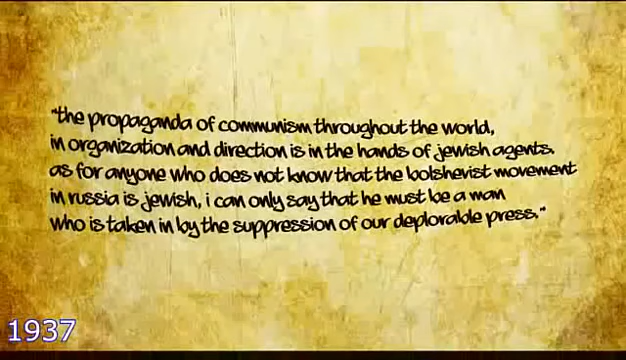 "the propaganda of communism throughout the world,
in organization and direction is in the hands of jewish agents.
as for anyone who does not know that the bolshevist movement
in russia is jewish, i can only say that he must be a man
who is taken in by the suppression of our deplorable press."
1937